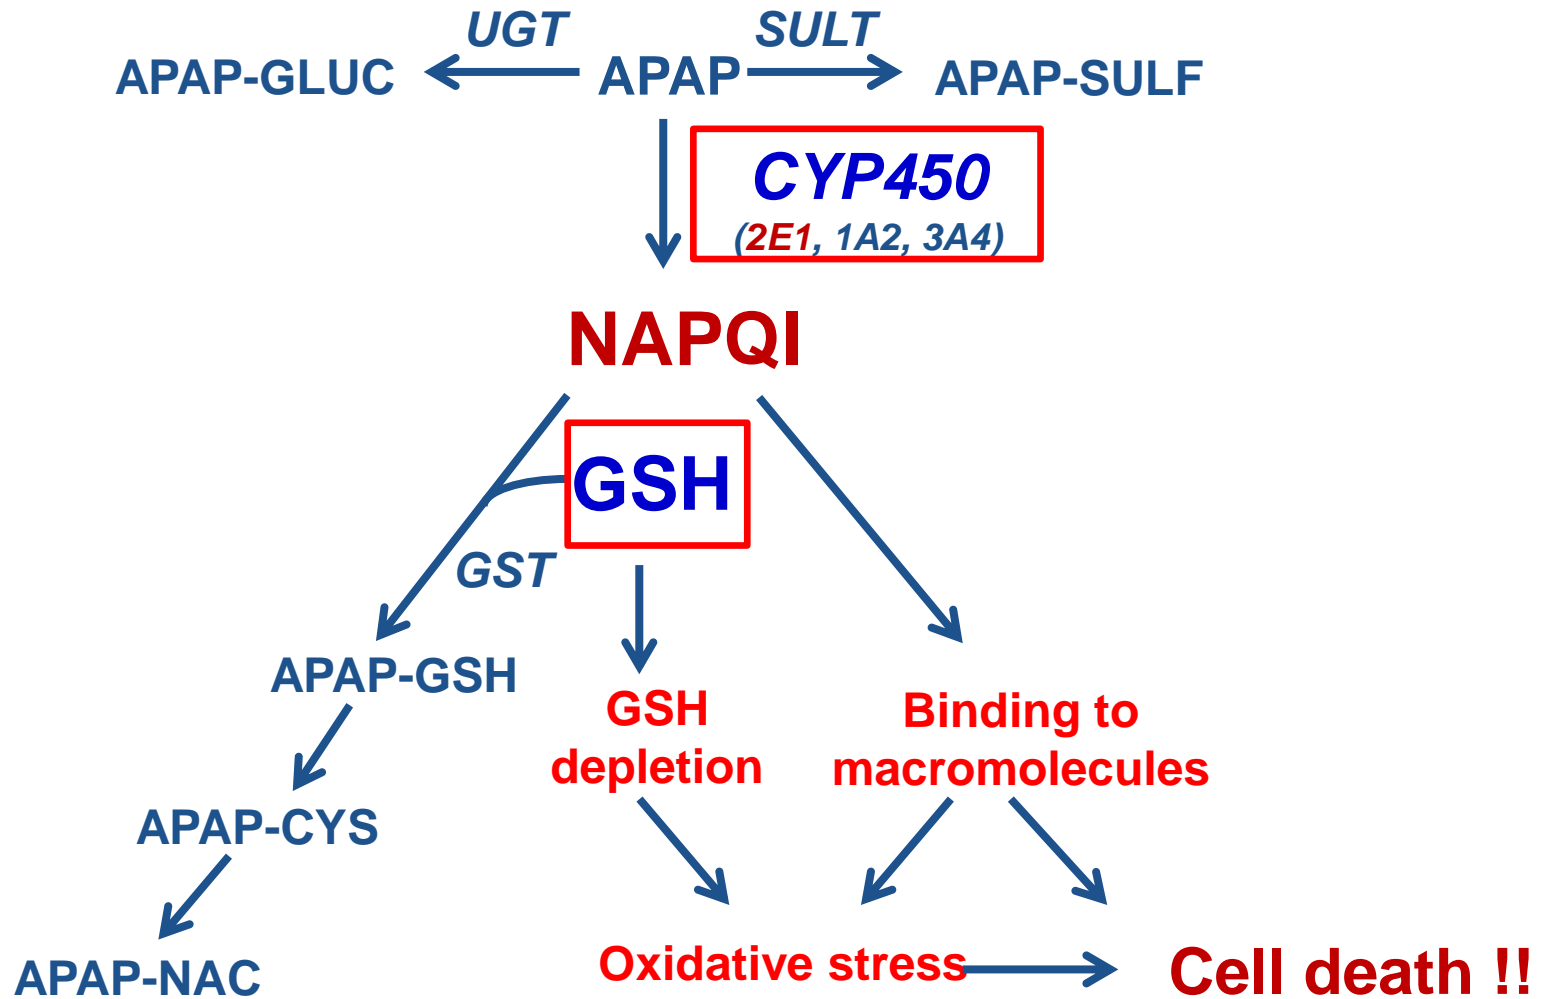 UGT
SULT
APAP-GLUC
APAP
APAP-SULF
CYP450
(2E1, 1A2, 3A4)
NAPQI
GSH
GST
APAP-GSH
GSH
depletion
Binding to
macromolecules
APAP-CYS
APAP-NAC
Oxidative stress
Cell death !!